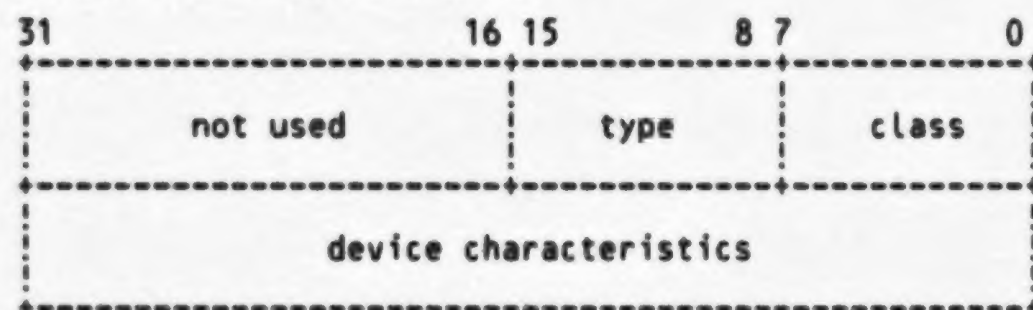 31 16 15 8 7 0
not used type class
device characteristics